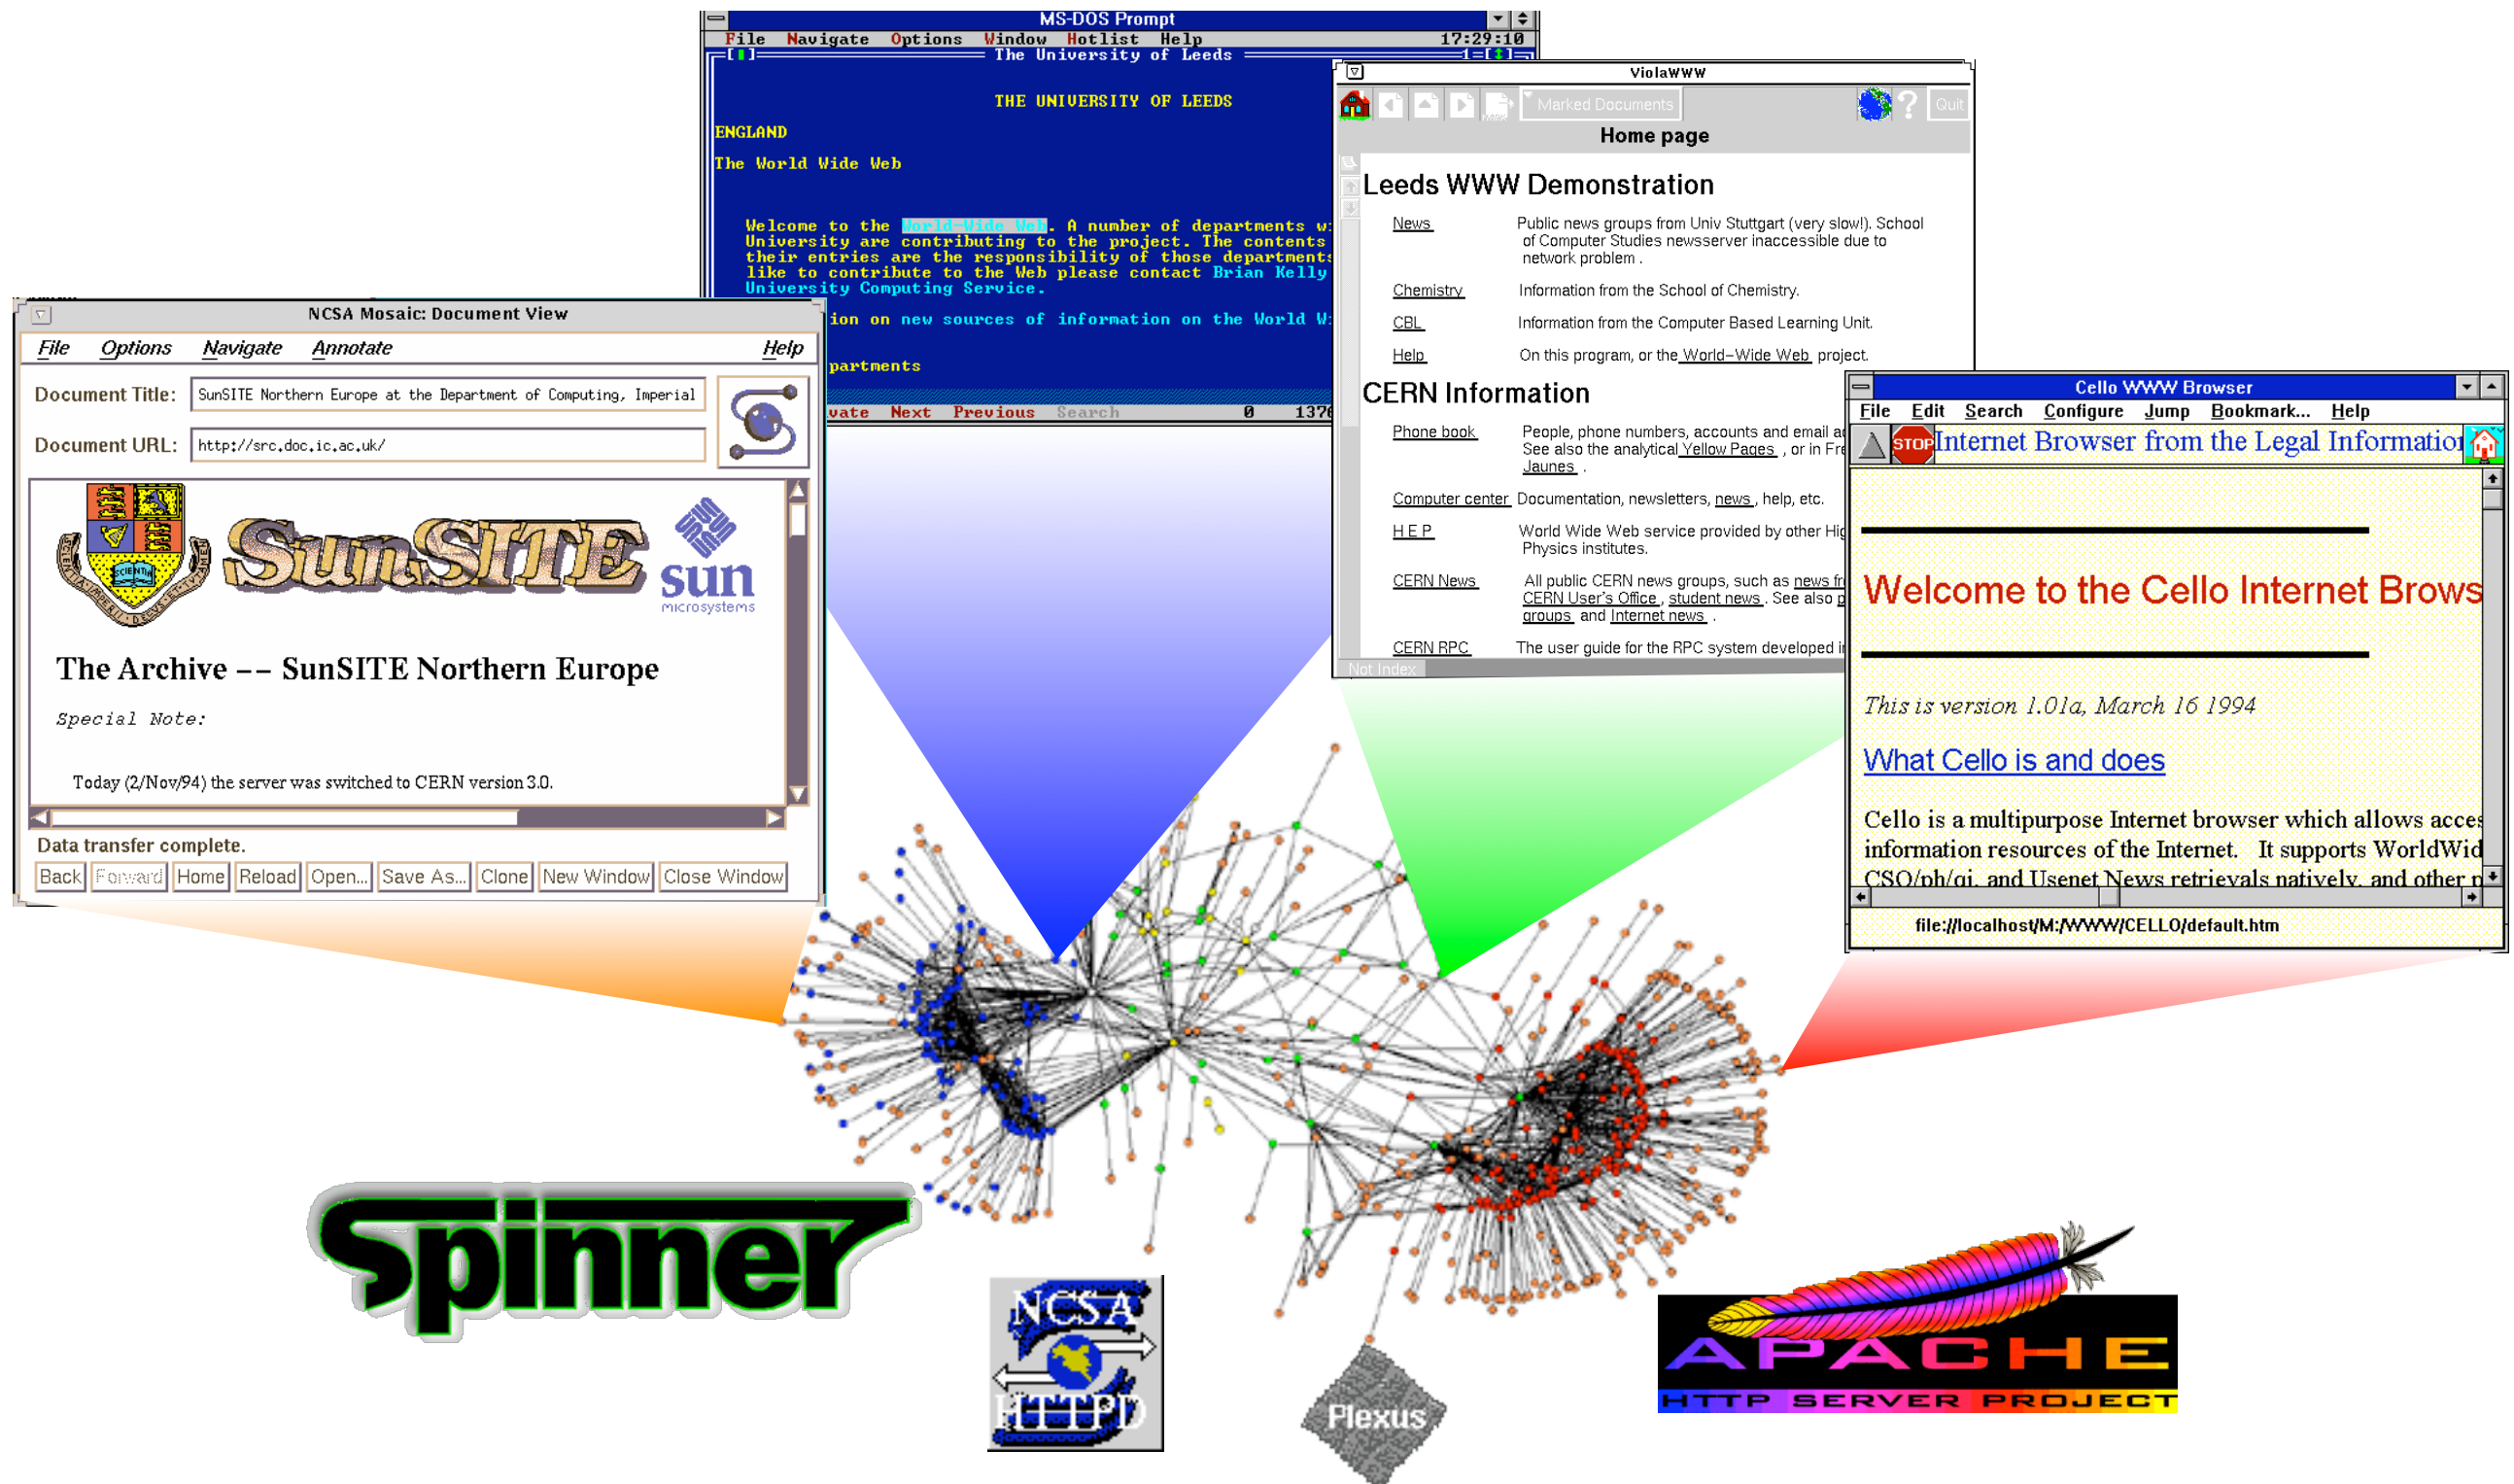 MS-DOS Prompt
File Navigate Options Window Hotlist Help 17:29:10
The University of Leeds
THE UNIVERSITY OF LEEDS
ENGLAND
The World Wide Web
Welcome to the World-Wide Web. A number of departments
University are contributing to the project. The contents
their entries are the responsibility of those departments
like to contribute to the Web please contact Brian Kelly
University Computing Service.
ion on new sources of information on the World
partments
vate Next Previous Search 0 1376
ViolaWWW
Marked Documents
? Quit
Home page
Leeds WWW Demonstration
News Public news groups from Univ Stuttgart (very slow!). School
of Computer Studies newsserver inaccessible due to
network problem .
Chemistry Information from the School of Chemistry.
CBL Information from the Computer Based Learning Unit.
Help On this program, or the World-Wide Web project.
CERN Information
Phone book People, phone numbers, accounts and email
See also the analytical Yellow Pages , or in
Jaunes .
Computer center Documentation, newsletters, news , help, etc.
H E P World Wide Web service provided by other
Physics institutes.
CERN News All public CERN news groups, such as news
CERN User's Office , student news . See also
groups and Internet news .
CERN RPC The user guide for the RPC system developed
Not Index
NCSA Mosaic: Document View
File Options Navigate Annotate Help
Document Title: SunSITE Northern Europe at the Department of Computing, Imperial
Document URL: http://src.doc.ic.ac.uk/
SCIENTIA
SunSITE
sun
microsystems
The Archive -- SunSITE Northern Europe
Special Note:
Today (2/Nov/94) the server was switched to CERN version 3.0.
Data transfer complete.
Back Forward Home Reload Open... Save As... Clone New Window Close Window
Cello WWW Browser
File Edit Search Configure Jump Bookmark... Help
STOP Internet Browser from the Legal Information
Welcome to the Cello Internet Brows
This is version 1.01a, March 16 1994
What Cello is and does
Cello is a multipurpose Internet browser which allows acces
information resources of the Internet. It supports WorldWid
CSO/ph/qi, and Usenet News retrievals natively, and other
file://localhost/M:/WWW/CELLO/default.htm
Spinner
NCSA
HTTPD
Plexus
APACHE
HTTP SERVER PROJECT